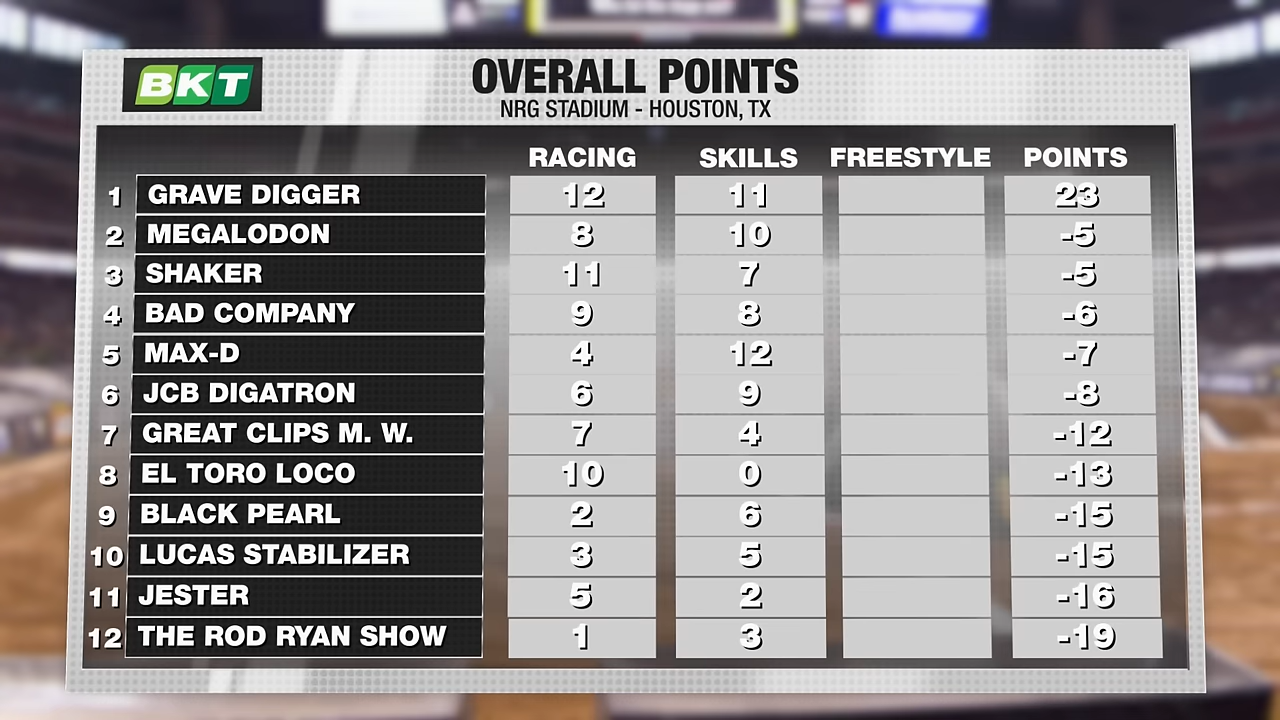 BKT
OVERALL POINTS
NRG STADIUM - HOUSTON, TX
RACING SKILLS FREESTYLE POINTS
1 GRAVE DIGGER 12 11 23
2 MEGALODON 8 10 -5
3 SHAKER 11 7 -5
4 BAD COMPANY 9 8 -6
5 MAX-D 4 12 -7
6 JCB DIGATRON 6 9 -8
7 GREAT CLIPS M. W. 7 4 -12
8 EL TORO LOCO 10 0 -13
9 BLACK PEARL 2 6 -15
10 LUCAS STABILIZER 3 5 -15
11 JESTER 5 2 -16
12 THE ROD RYAN SHOW 1 3 -19